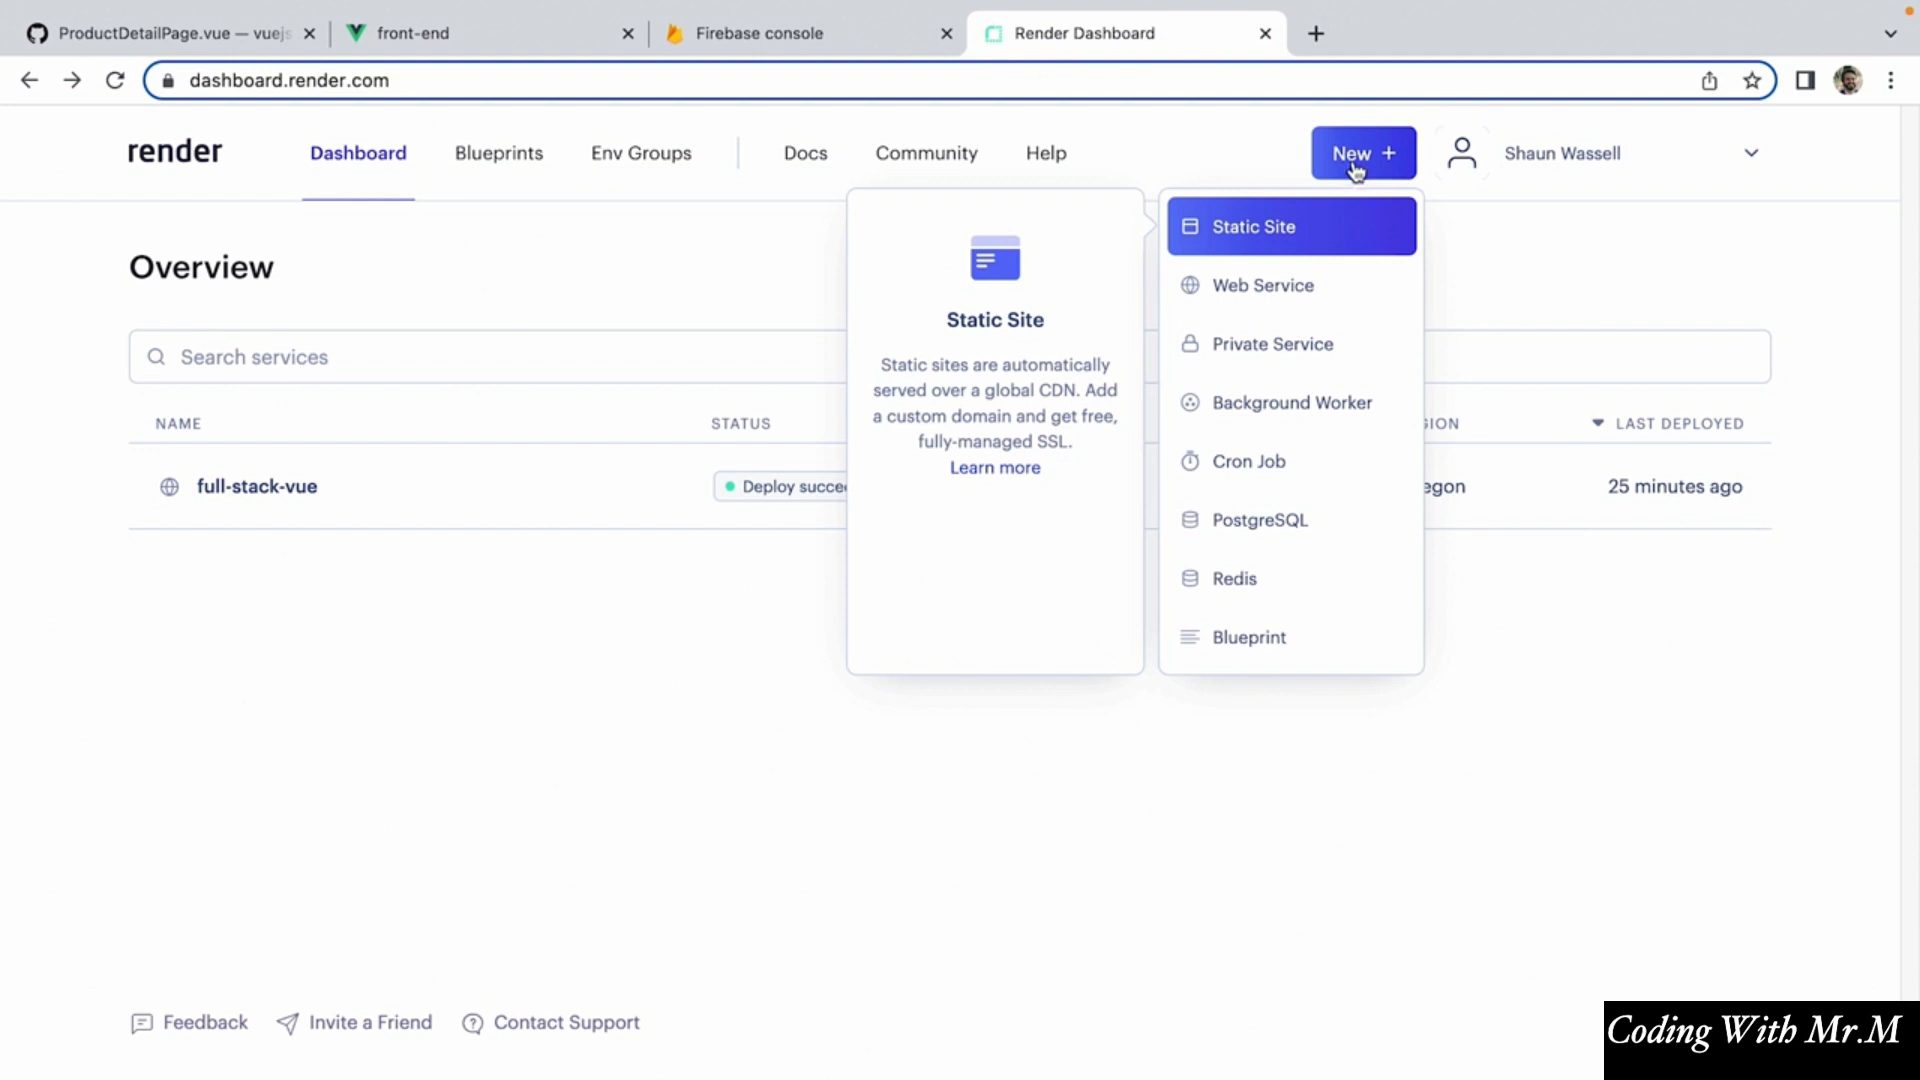 ProductDetailPage.vue — vuejs
front-end
Firebase console
Render Dashboard
dashboard.render.com
render
Dashboard
Blueprints
Env Groups
Docs
Community
Help
New +
Shaun Wassell
Static Site
Web Service
Private Service
Background Worker
Cron Job
PostgreSQL
Redis
Blueprint
Static Site
Static sites are automatically
served over a global CDN. Add
a custom domain and get free,
fully-managed SSL.
Learn more
Overview
Search services
NAME
STATUS
ION
LAST DEPLOYED
full-stack-vue
Deploy succee
egon
25 minutes ago
Feedback
Invite a Friend
Contact Support
Coding With Mr.M